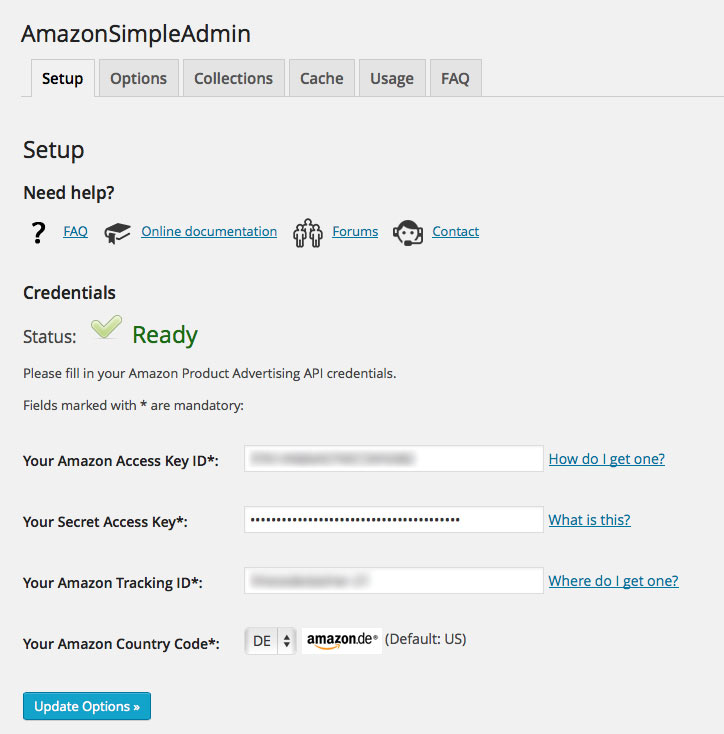 AmazonSimpleAdmin
Setup Options Collections Cache Usage FAQ
Setup
Need help?
? FAQ Online documentation Forums Contact
Credentials
Status: Ready
Please fill in your Amazon Product Advertising API credentials.
Fields marked with * are mandatory:
Your Amazon Access Key ID*: How do I get one?
Your Secret Access Key*: •••••••••••••••••••••••••••••••••••••••• What is this?
Your Amazon Tracking ID*: Where do I get one?
Your Amazon Country Code*: DE amazon.de® (Default: US)
Update Options »